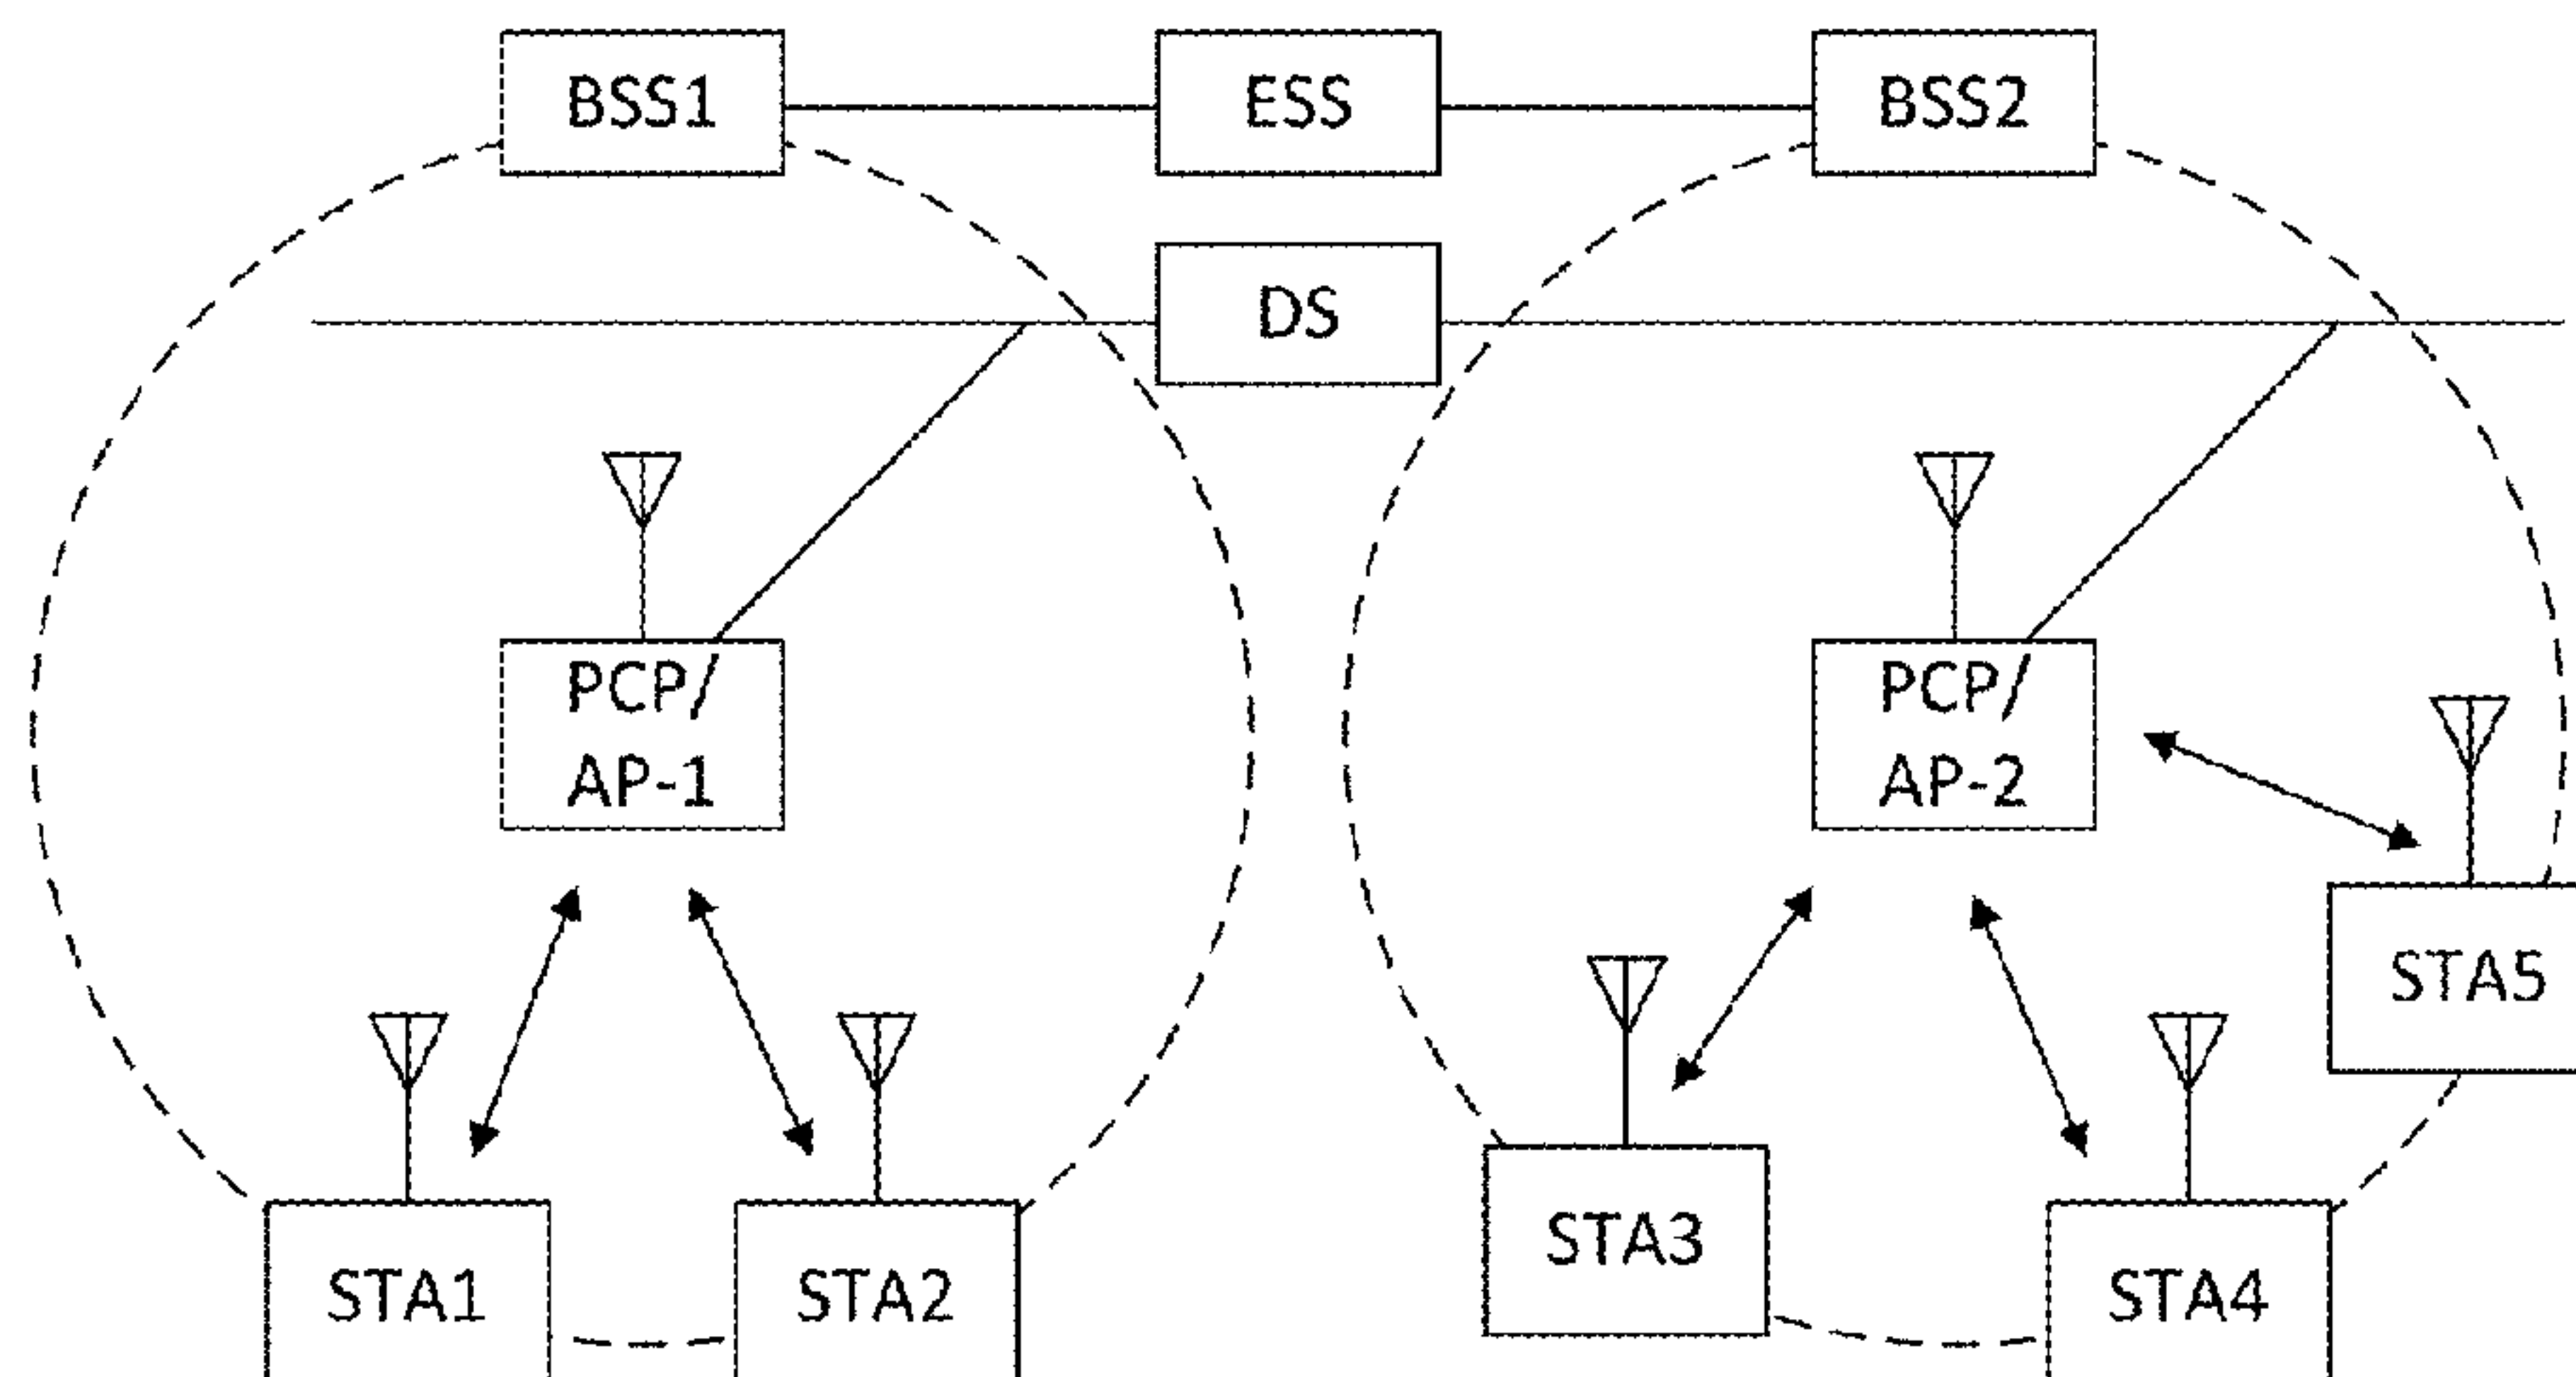 BSS1
ESS
BSS2
DS
PCP/
AP-1
PCP/
AP-2
STA5
STA3
STA1
STA2
STA4